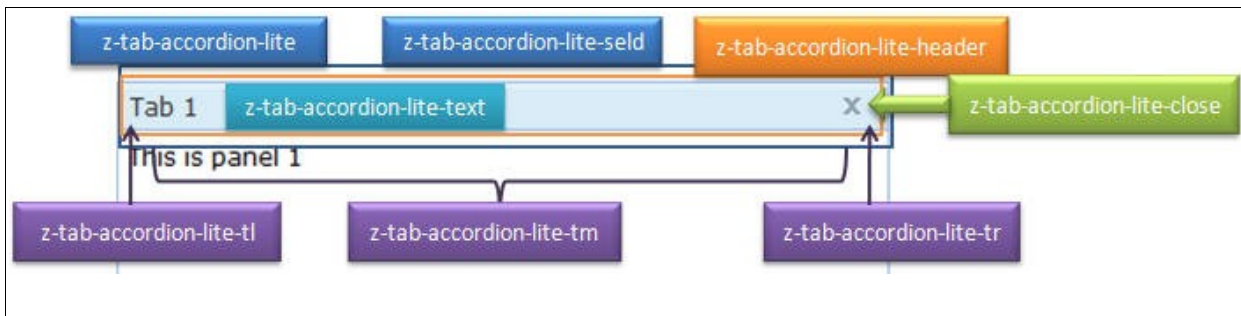 z-tab-accordion-lite
z-tab-accordion-lite-seld
z-tab-accordion-lite-header
Tab 1
z-tab-accordion-lite-text
x
z-tab-accordion-lite-close
This is panel 1
z-tab-accordion-lite-tl
z-tab-accordion-lite-tm
z-tab-accordion-lite-tr